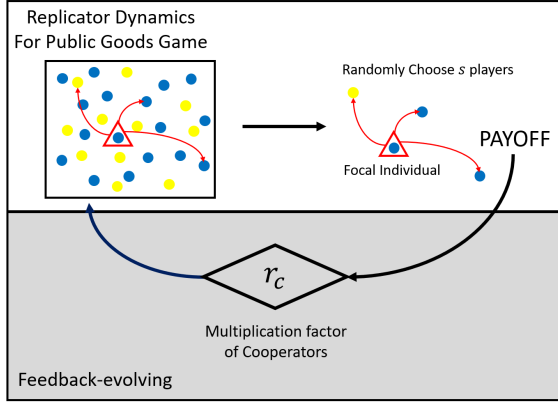 Replicator Dynamics
For Public Goods Game
Randomly Choose s players
PAYOFF
Focal Individual
r_c
Multiplication factor
of Cooperators
Feedback-evolving